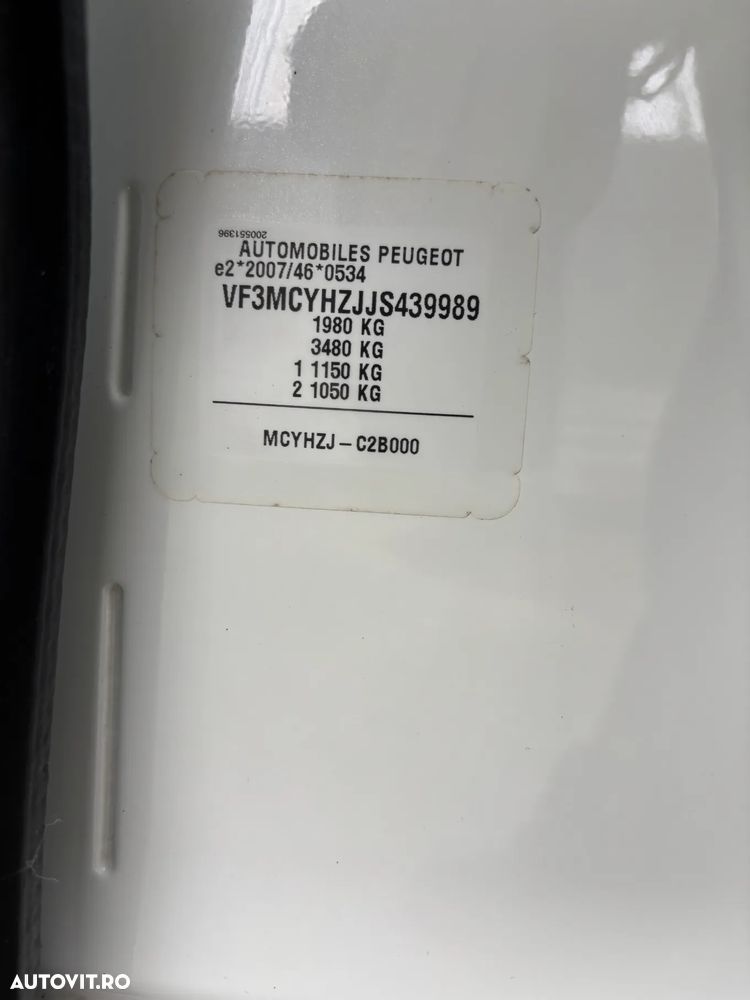 200551396
AUTOMOBILES PEUGEOT
e2*2007/46*0534
VF3MCYHZJJS439989
1980 KG
3480 KG
1 1150 KG
2 1050 KG
MCYHZJ - C2B000
AUTOVIT.RO